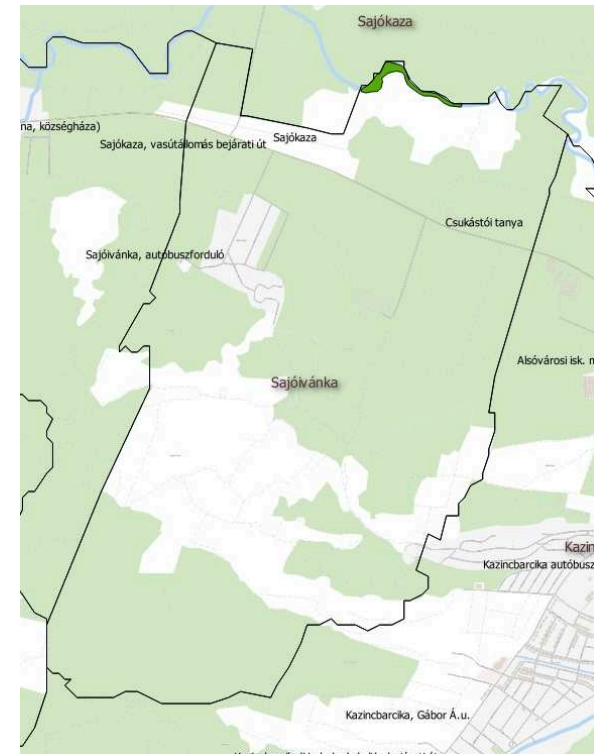 Sajókaza
na, községháza)
Sajókaza, vasútállomás bejárati út
Sajókaza
Csukástói tanya
Sajóivánka, autóbuszforduló
Alsóvárosi isk. m
Sajóivánka
Kazin
Kazincbarcika autóbusz
Kazincbarcika, Gábor Á.u.